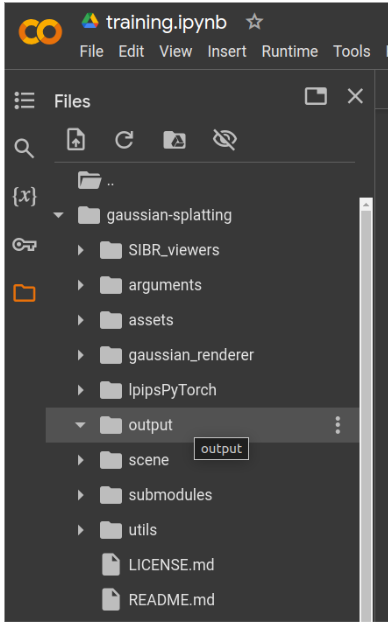 training.ipynb
File Edit View Insert Runtime Tools
Files
..
{x}
gaussian-splatting
SIBR_viewers
arguments
assets
gaussian_renderer
lpipsPyTorch
output
output
scene
submodules
utils
LICENSE.md
README.md